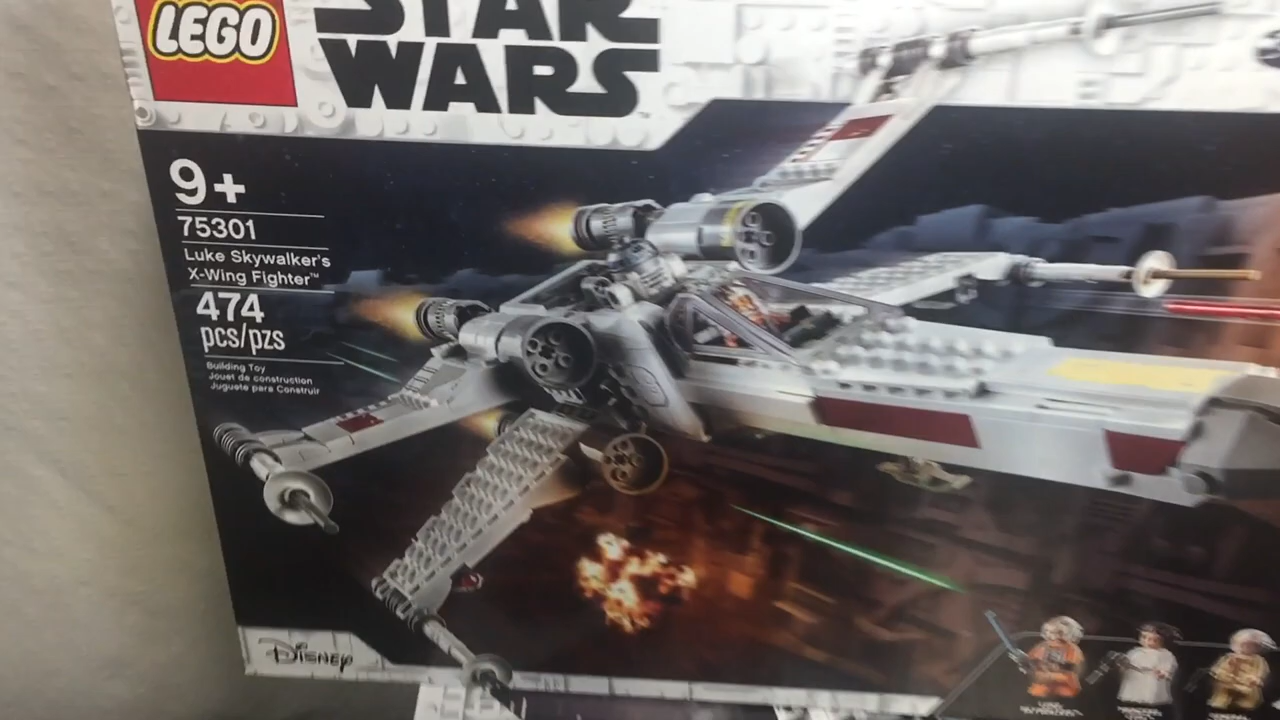 LEGO
STAR
WARS
9+
75301
Luke Skywalker's
X-Wing Fighter™
474
pcs/pzs
Building Toy
Jouet de construction
Juguete para Construir
Disney